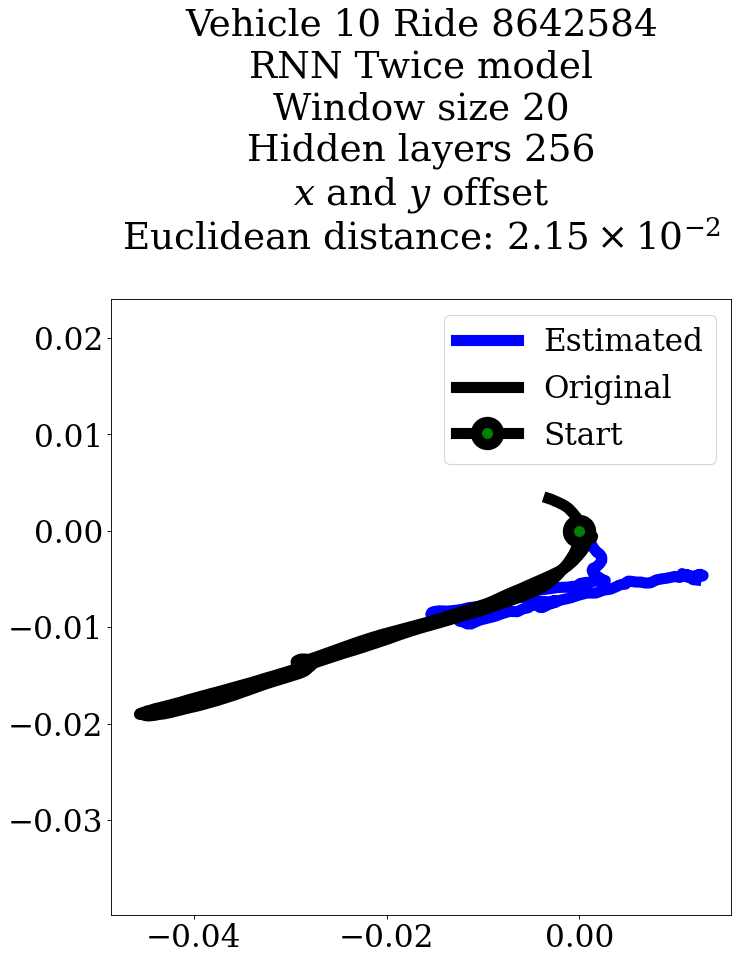 Vehicle 10 Ride 8642584
RNN Twice model
Window size 20
Hidden layers 256
x and y offset
Euclidean distance: 2.15 × 10⁻²
Estimated
Original
Start
0.02
0.01
0.00
−0.01
−0.02
−0.03
−0.04
−0.02
0.00